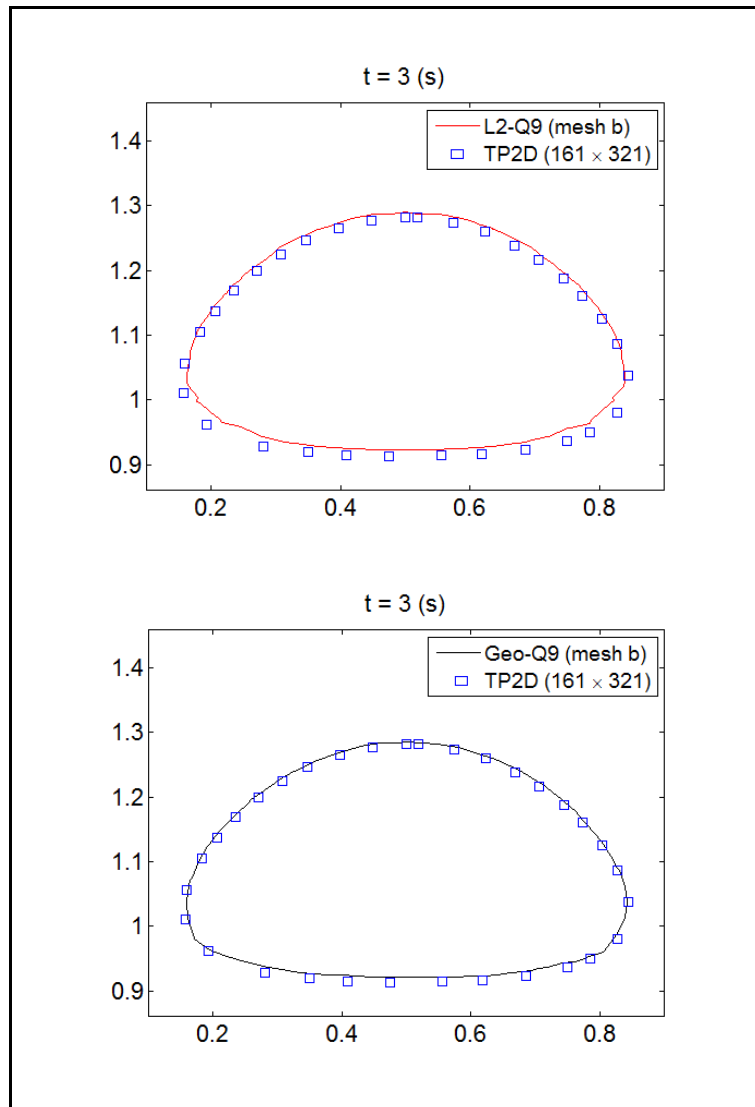 t = 3 (s)
L2-Q9 (mesh b)
TP2D (161 × 321)
1.4
1.3
1.2
1.1
1
0.9
0.2 0.4 0.6 0.8
t = 3 (s)
Geo-Q9 (mesh b)
TP2D (161 × 321)
1.4
1.3
1.2
1.1
1
0.9
0.2 0.4 0.6 0.8